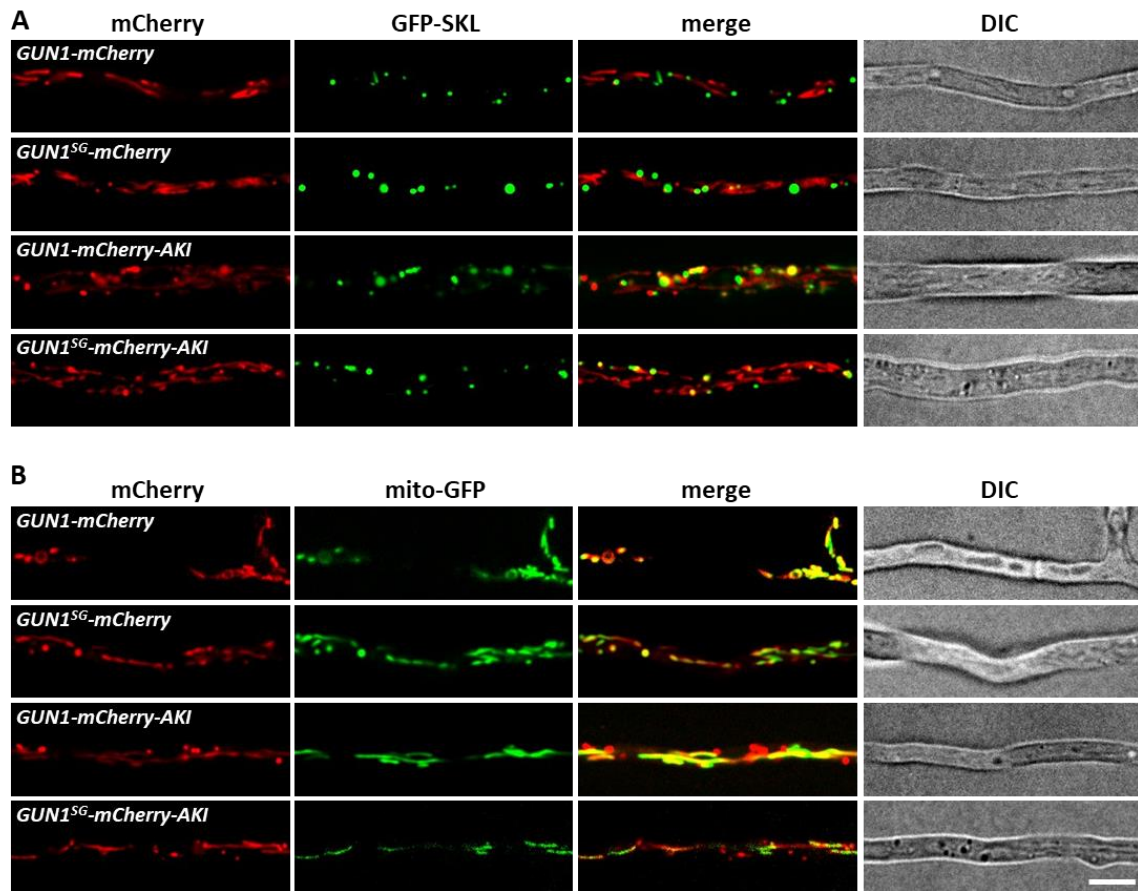 A
mCherry GFP-SKL merge DIC
GUN1-mCherry
GUN1SG-mCherry
GUN1-mCherry-AKI
GUN1SG-mCherry-AKI
B
mCherry mito-GFP merge DIC
GUN1-mCherry
GUN1SG-mCherry
GUN1-mCherry-AKI
GUN1SG-mCherry-AKI